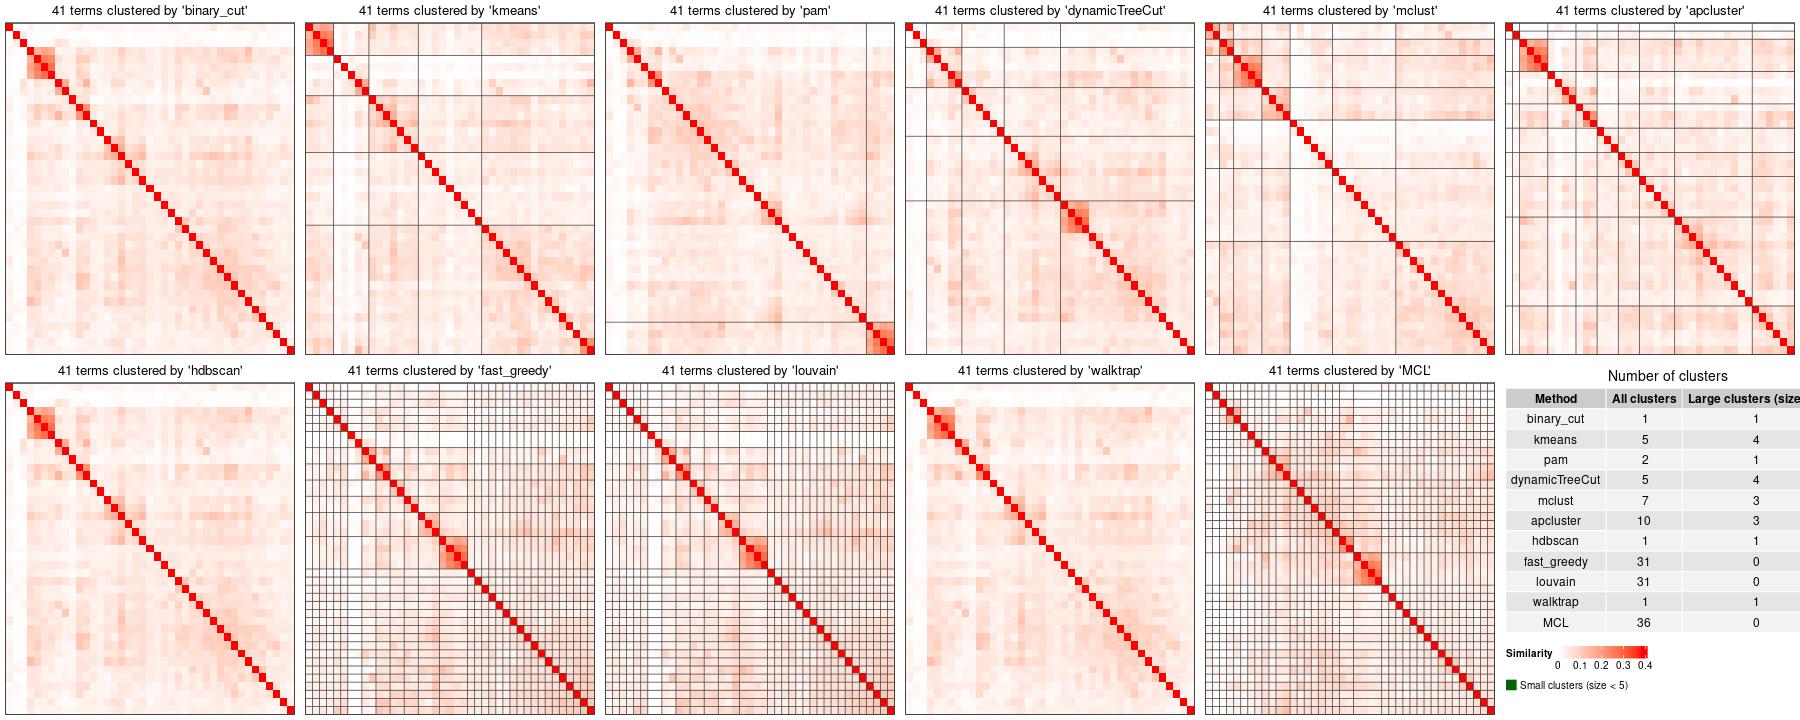 41 terms clustered by 'binary_cut'
41 terms clustered by 'kmeans'
41 terms clustered by 'pam'
41 terms clustered by 'dynamicTreeCut'
41 terms clustered by 'mclust'
41 terms clustered by 'apcluster'
41 terms clustered by 'hdbscan'
41 terms clustered by 'fast_greedy'
41 terms clustered by 'louvain'
41 terms clustered by 'walktrap'
41 terms clustered by 'MCL'
Number of clusters
Method All clusters Large clusters (size
binary_cut 1 1
kmeans 5 4
pam 2 1
dynamicTreeCut 5 4
mclust 7 3
apcluster 10 3
hdbscan 1 1
fast_greedy 31 0
louvain 31 0
walktrap 1 1
MCL 36 0
Similarity
0 0.1 0.2 0.3 0.4
Small clusters (size < 5)